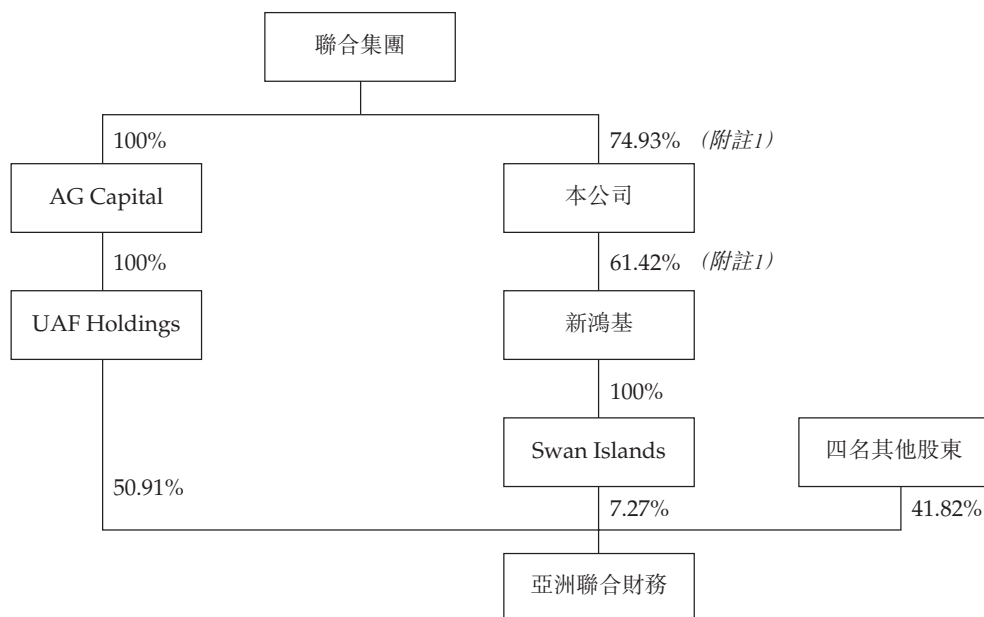 聯合集團
100%
74.93% （附註1）
AG Capital
本公司
100%
61.42% （附註1）
UAF Holdings
新鴻基
100%
Swan Islands
四名其他股東
50.91%
7.27%
41.82%
亞洲聯合財務